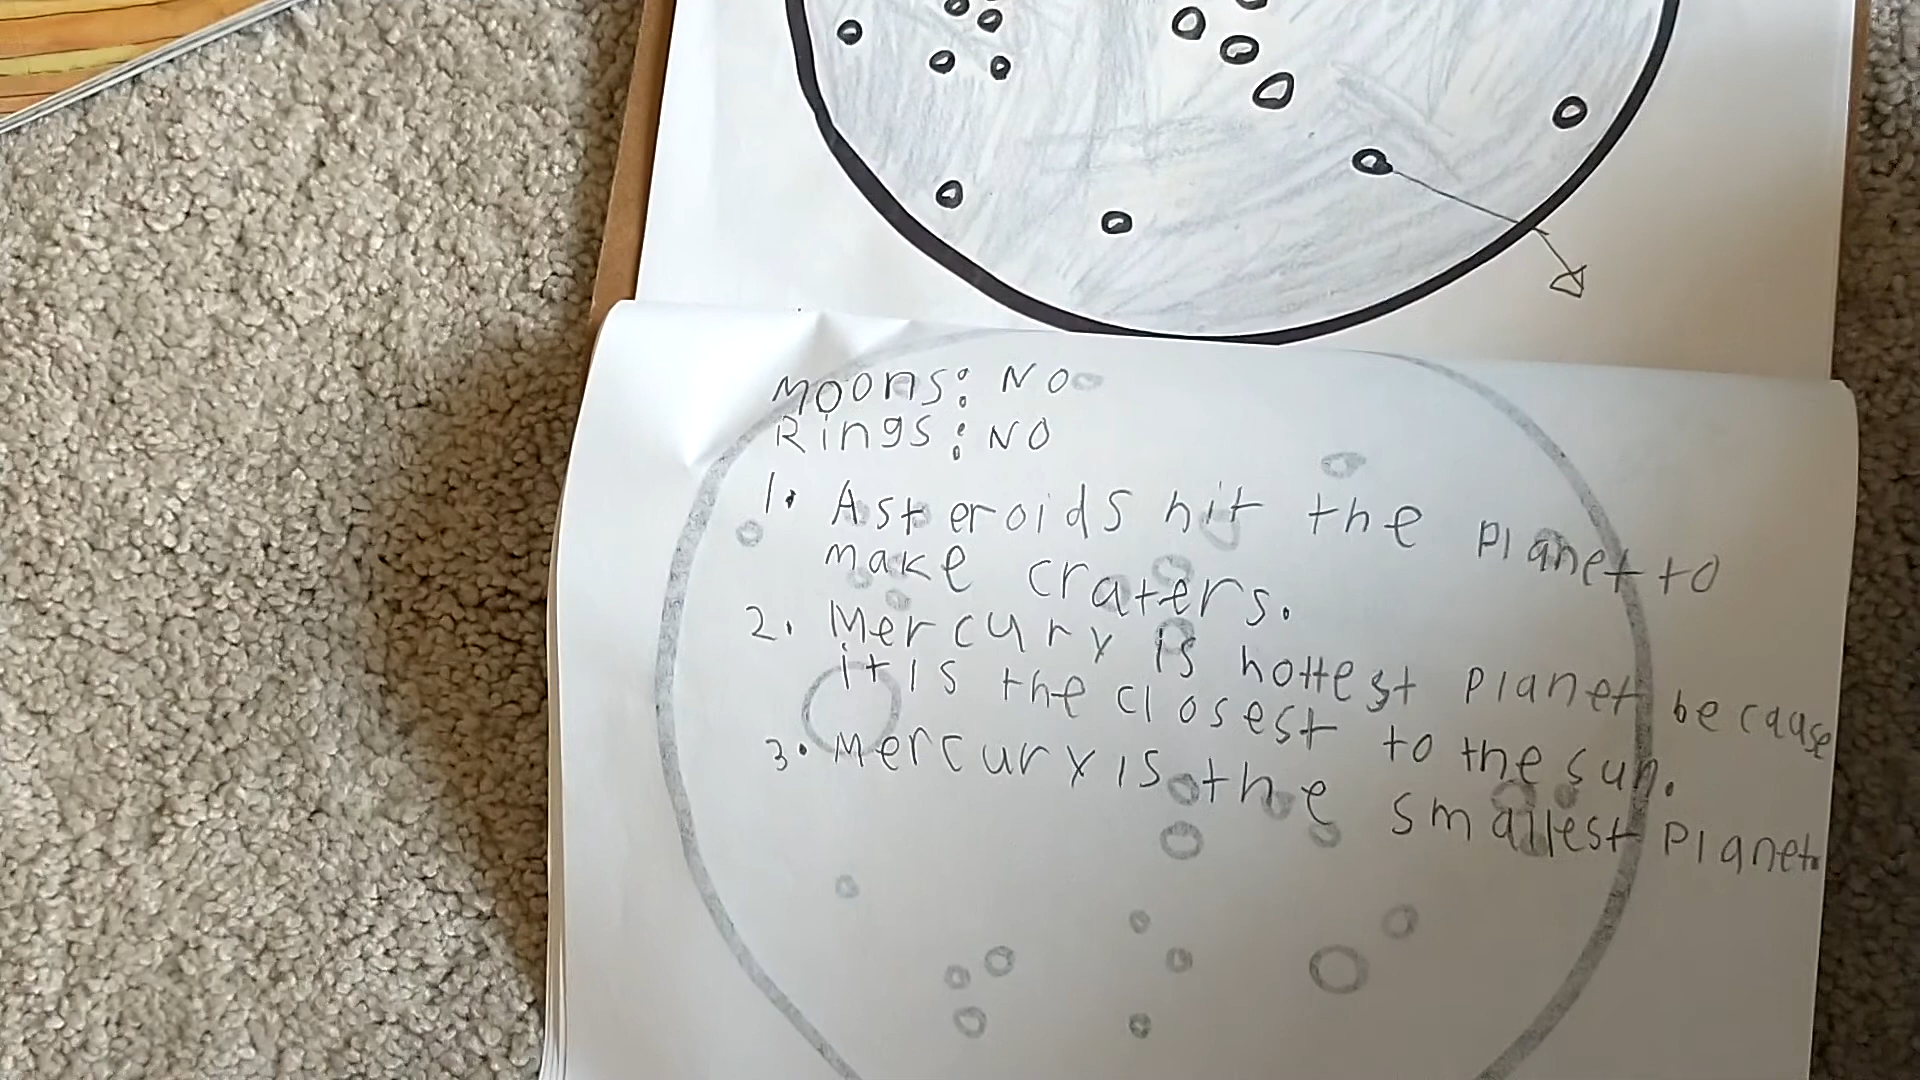 Moons: NO
Rings: NO
1. Asteroids hit the planet to
make craters.
2. Mercury is hottest planet because
it is the closest to the sun.
3. Mercury is the smallest planet.